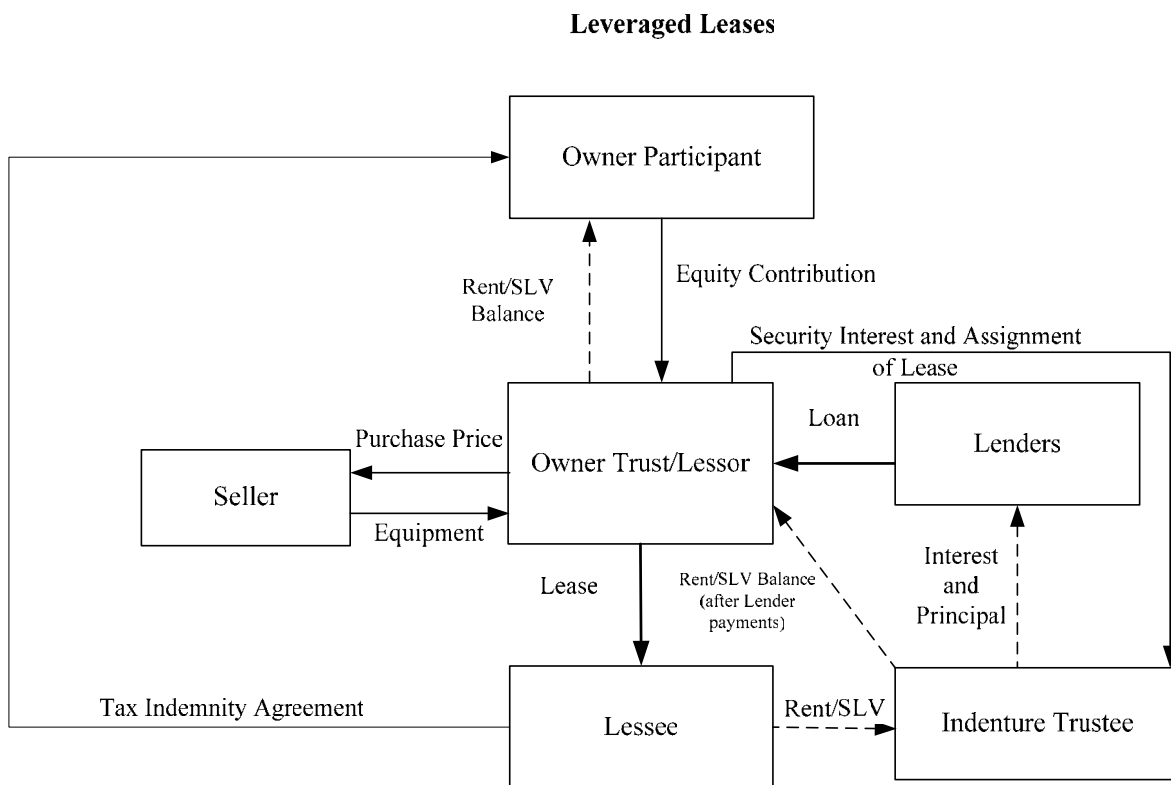 Leveraged Leases
Owner Participant
Rent/SLV
Balance
Equity Contribution
Security Interest and Assignment
of Lease
Purchase Price
Owner Trust/Lessor
Loan
Lenders
Seller
Equipment
Lease
Rent/SLV Balance
(after Lender
payments)
Interest
and
Principal
Tax Indemnity Agreement
Lessee
Rent/SLV
Indenture Trustee